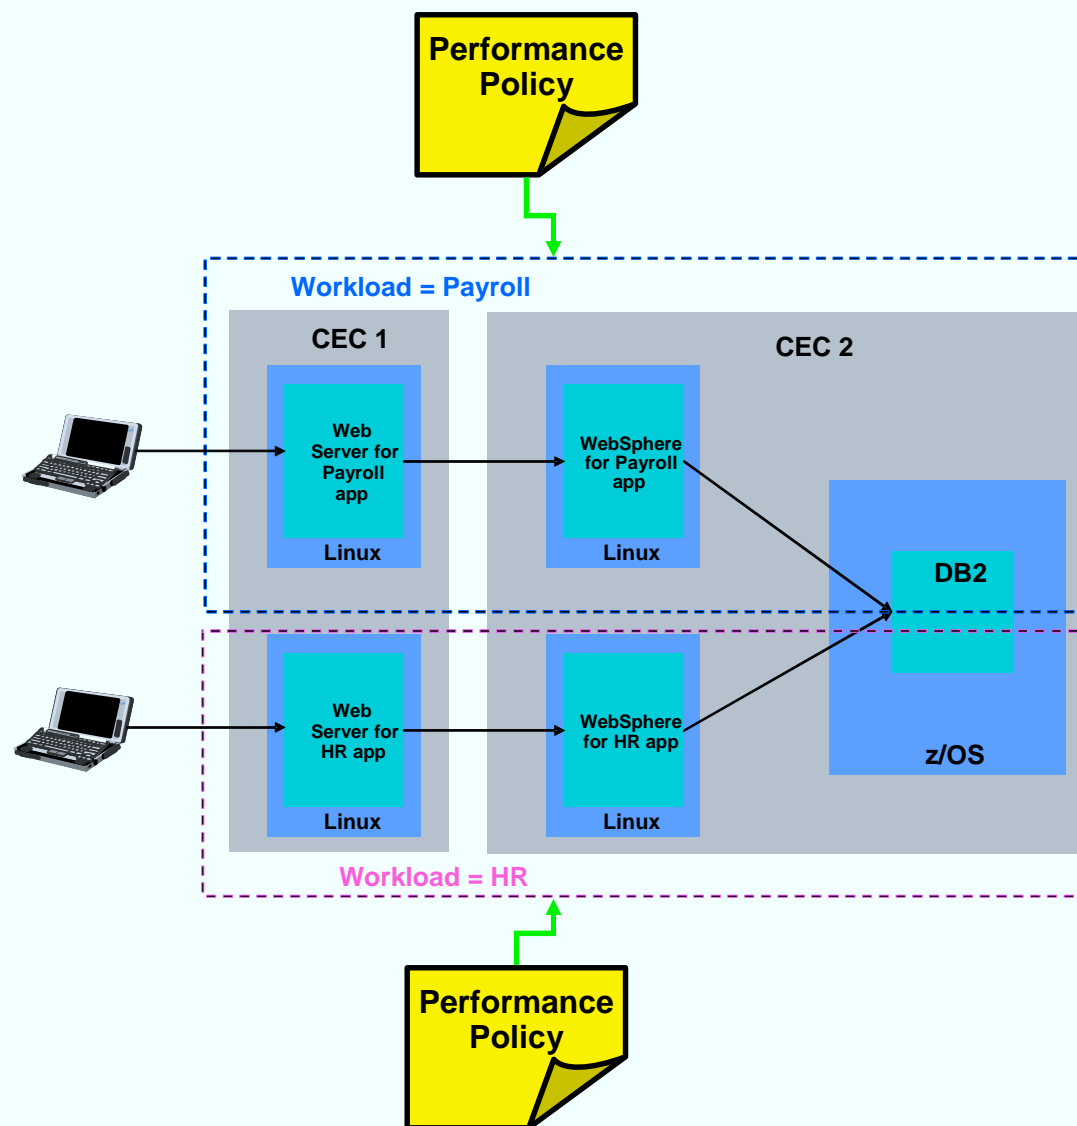 Performance
Policy
Workload = Payroll
CEC 1
CEC 2
Web
Server for
Payroll
app
Linux
WebSphere
for Payroll
app
Linux
DB2
z/OS
Web
Server for
HR app
Linux
WebSphere
for HR app
Linux
Workload = HR
Performance
Policy